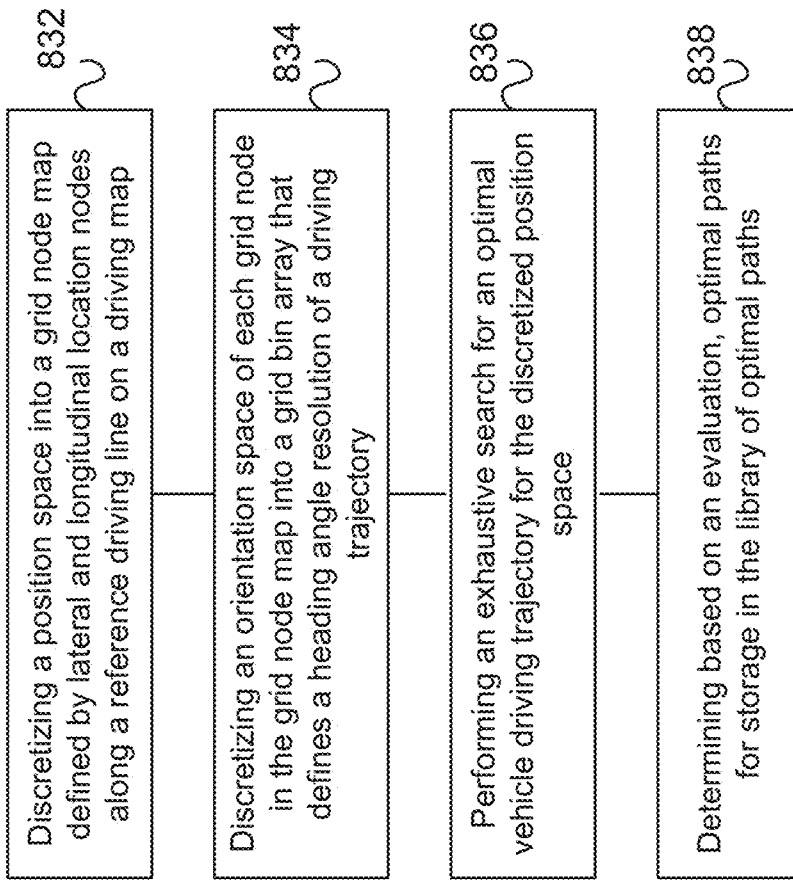 Discretizing a position space into a grid node map
defined by lateral and longitudinal location nodes
along a reference driving line on a driving map
832
Discretizing an orientation space of each grid node
in the grid node map into a grid bin array that
defines a heading angle resolution of a driving
trajectory
834
Performing an exhaustive search for an optimal
vehicle driving trajectory for the discretized position
space
836
Determining based on an evaluation, optimal paths
for storage in the library of optimal paths
838